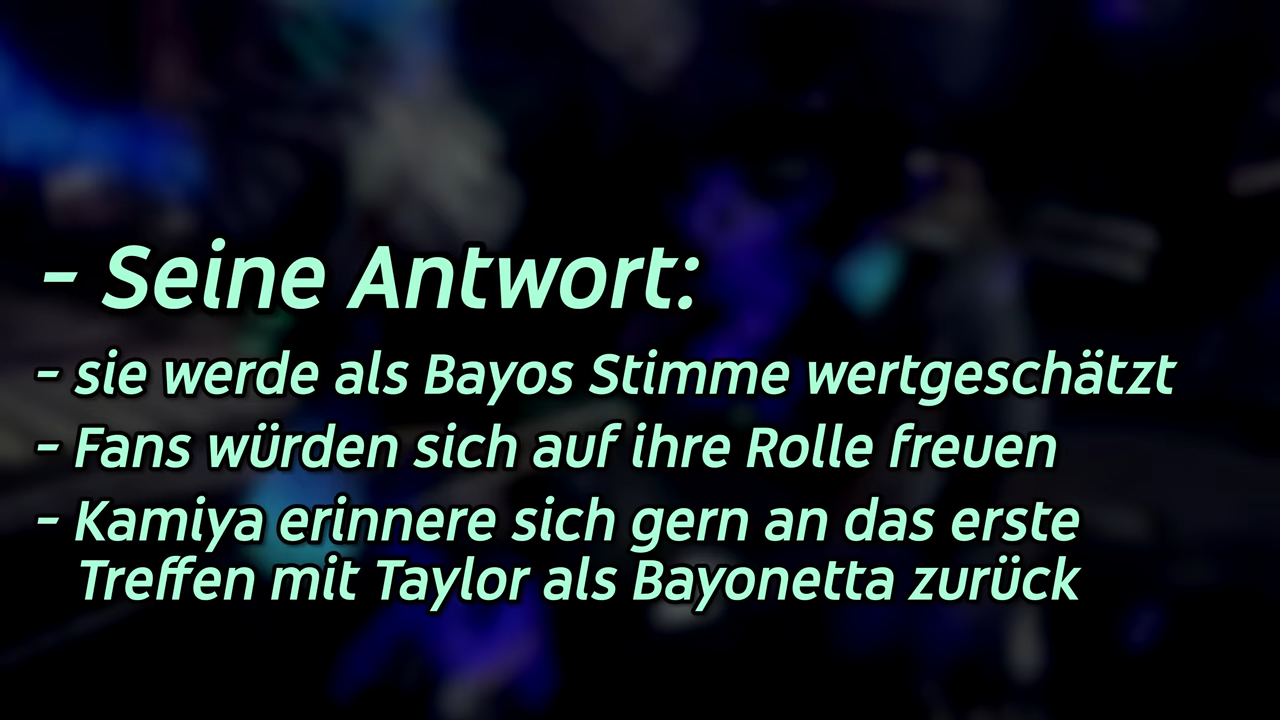 - Seine Antwort:
- sie werde als Bayos Stimme wertgeschätzt
- Fans würden sich auf ihre Rolle freuen
- Kamiya erinnere sich gern an das erste
Treffen mit Taylor als Bayonetta zurück